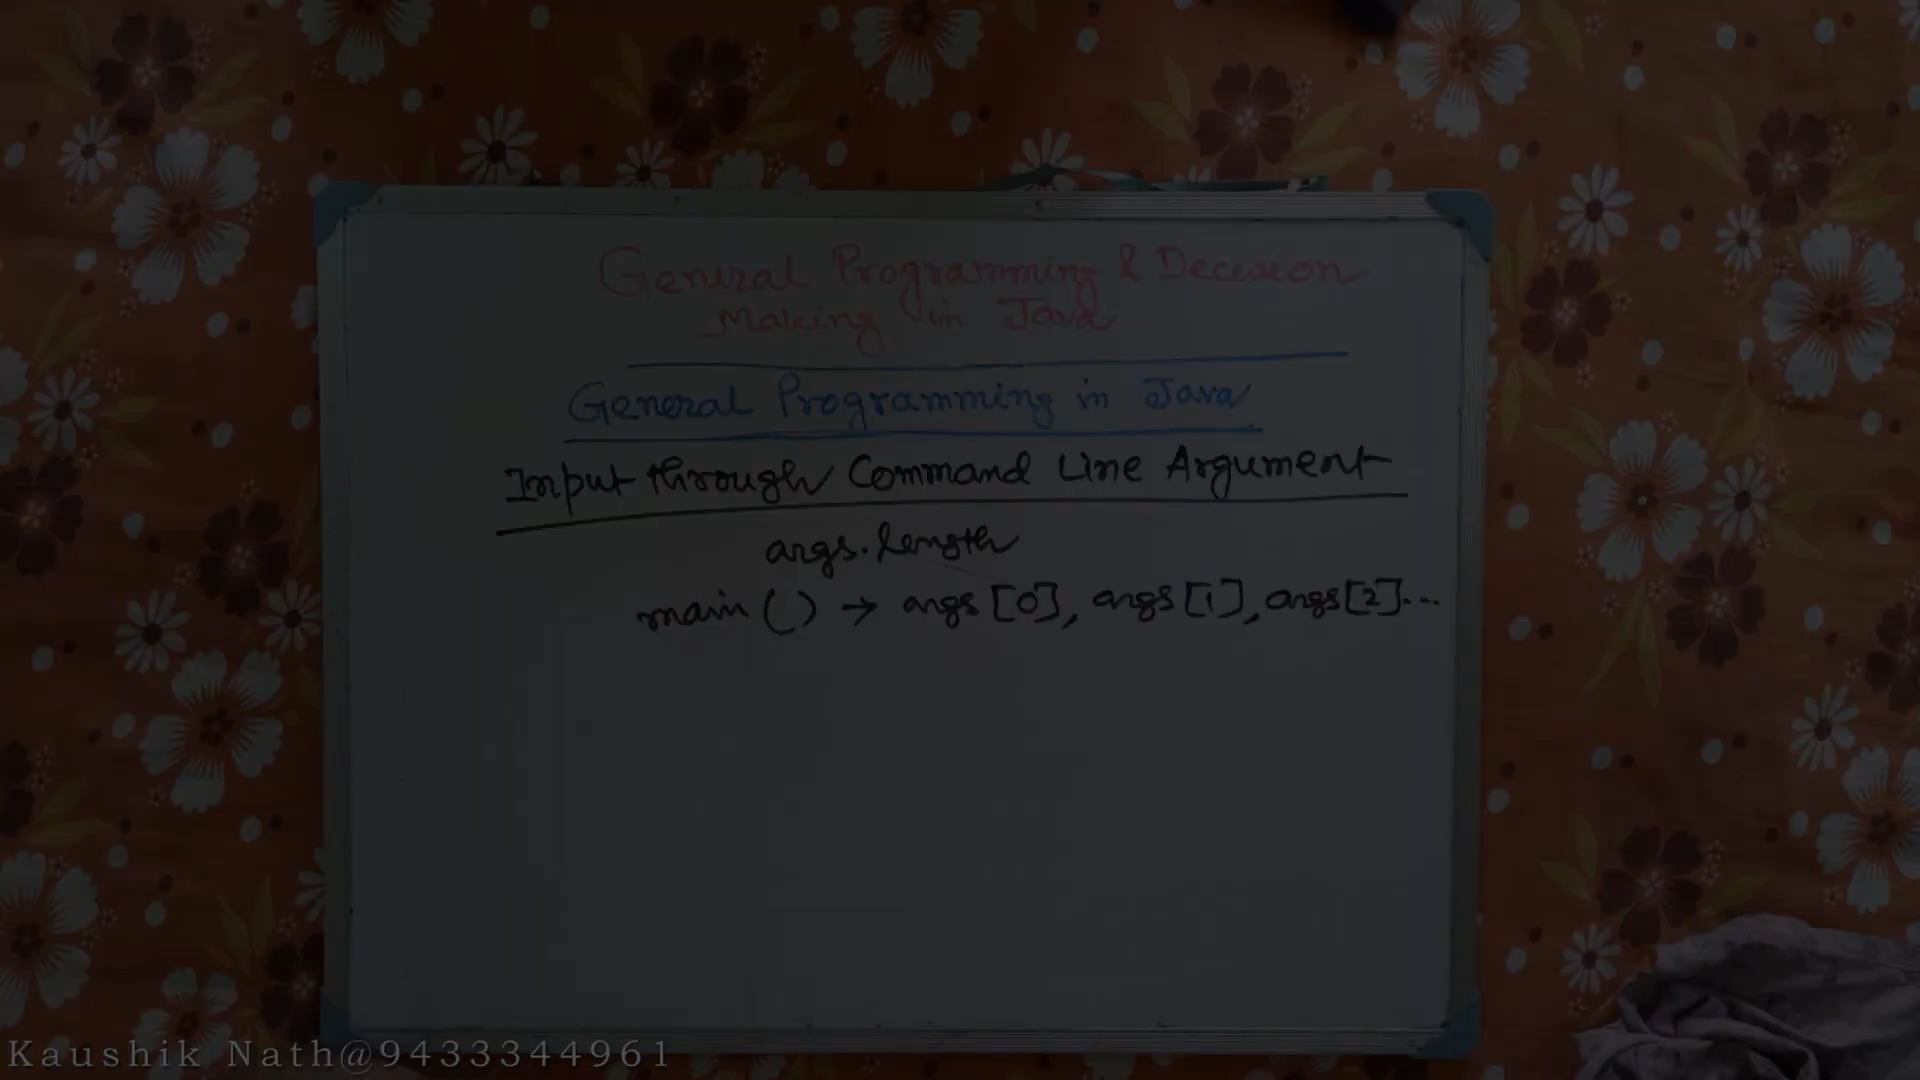 General Programming & Decesion
Making in Java
General Programming in Java
Input through Command Line Argument
args.length
main () → args [0], args [1], args [2]...
Kaushik Nath@9433344961